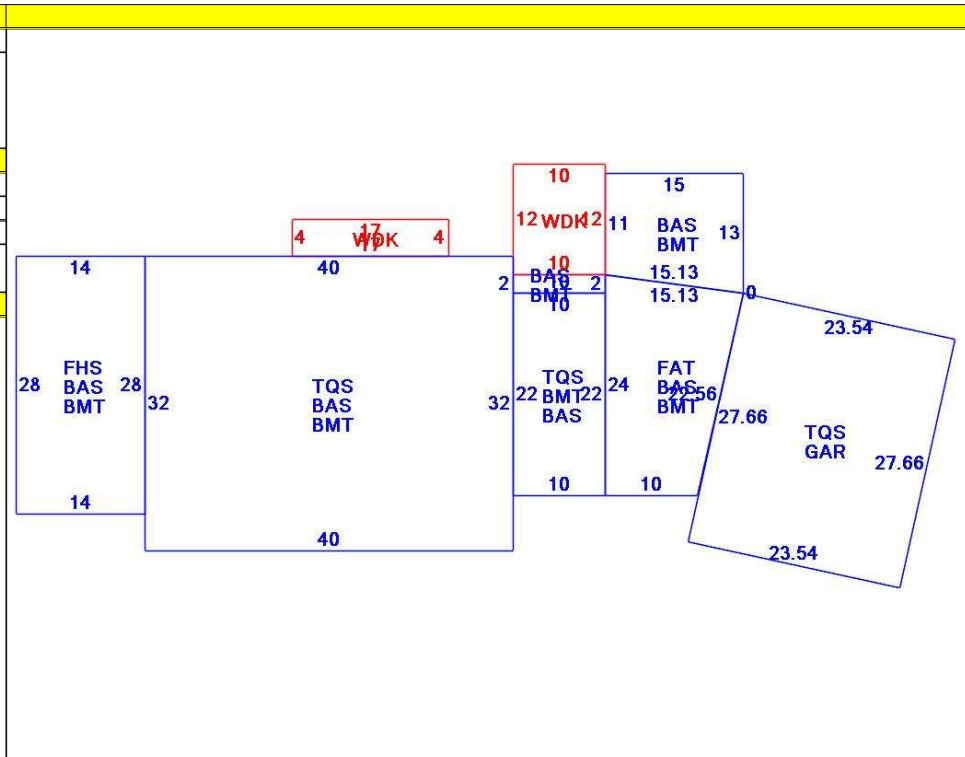 10
15
12 WDK 12
11
BAS
BMT
13
17
4 WDK 4
17
10
15.13
14
40
2 BAS 2
10
BMT
15.13
0
10
23.54
FHS
BAS
BMT
28
28
TQS
BAS
BMT
32
32
TQS
BMT
BAS
22
22
24
FAT
BAS
BMT
22.56
27.66
TQS
GAR
27.66
14
10
10
40
23.54